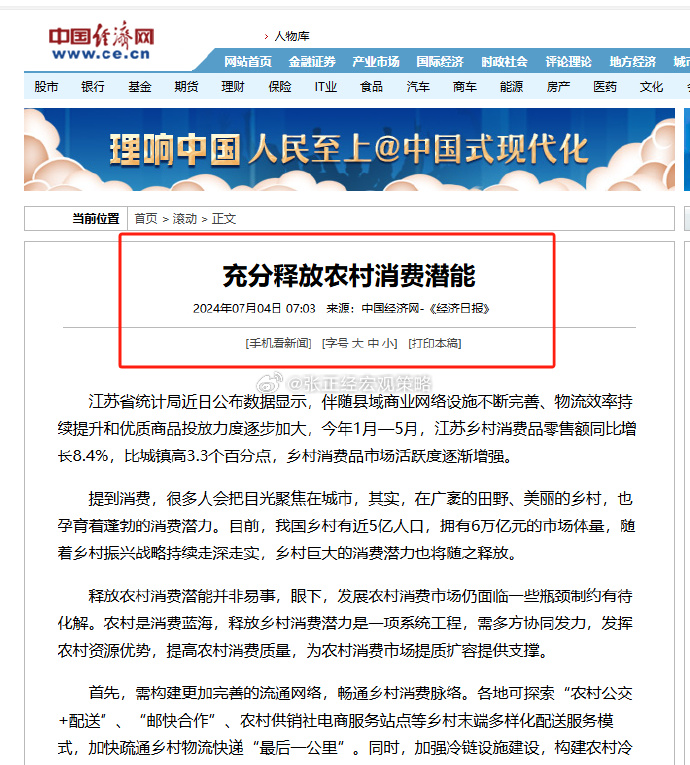 中国经济网
www.ce.cn
› 人物库
网站首页 金融证券 产业市场 国际经济 时政社会 评论理论 地方经济
股市 银行 基金 期货 理财 保险 IT业 食品 汽车 商车 能源 房产 医药 文化
理响中国 人民至上@中国式现代化
当前位置 首页 > 滚动 > 正文
充分释放农村消费潜能
2024年07月04日 07:03 来源：中国经济网-《经济日报》
[手机看新闻] [字号 大 中 小] [打印本稿]
@张正经宏观策略
江苏省统计局近日公布数据显示，伴随县域商业网络设施不断完善、物流效率持
续提升和优质商品投放力度逐步加大，今年1月—5月，江苏乡村消费品零售额同比增
长8.4%，比城镇高3.3个百分点，乡村消费品市场活跃度逐渐增强。
提到消费，很多人会把目光聚焦在城市，其实，在广袤的田野、美丽的乡村，也
孕育着蓬勃的消费潜力。目前，我国乡村有近5亿人口，拥有6万亿元的市场体量，随
着乡村振兴战略持续走深走实，乡村巨大的消费潜力也将随之释放。
释放农村消费潜能并非易事，眼下，发展农村消费市场仍面临一些瓶颈制约有待
化解。农村是消费蓝海，释放乡村消费潜力是一项系统工程，需多方协同发力，发挥
农村资源优势，提高农村消费质量，为农村消费市场提质扩容提供支撑。
首先，需构建更加完善的流通网络，畅通乡村消费脉络。各地可探索“农村公交
+配送”、“邮快合作”、农村供销社电商服务站点等乡村末端多样化配送服务模
式，加快疏通乡村物流快递“最后一公里”。同时，加强冷链设施建设，构建农村冷